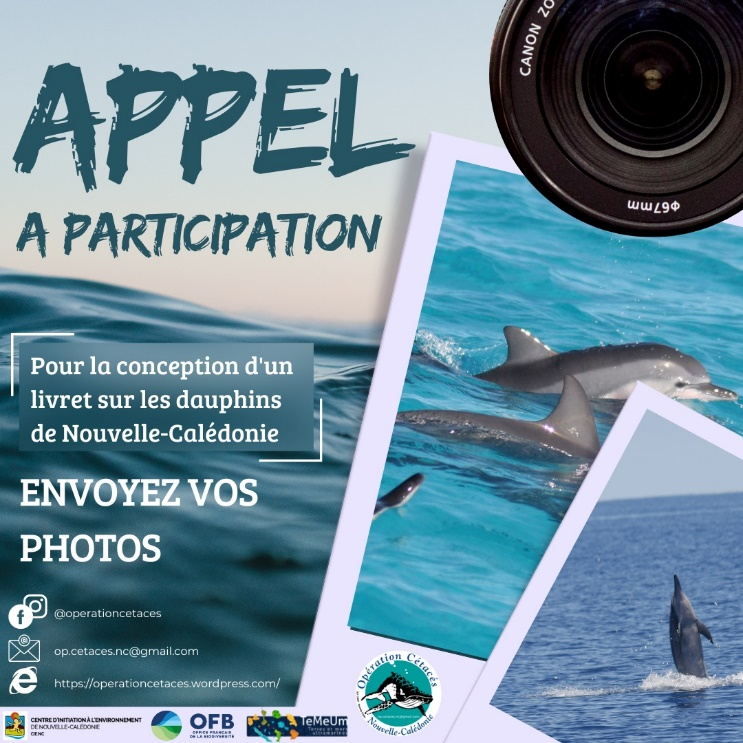 CANON ZO
φ67mm
APPEL
A PARTICIPATION
Pour la conception d'un
livret sur les dauphins
de Nouvelle-Calédonie
ENVOYEZ VOS
PHOTOS
@operationcetaces
op.cetaces.nc@gmail.com
https://operationcetaces.wordpress.com/
Opération Cétacés
Nouvelle-Calédonie
CENTRE D'INITIATION À L'ENVIRONNEMENT
DE NOUVELLE-CALÉDONIE
CIE NC
OFB
OFFICE FRANÇAIS
DE LA BIODIVERSITÉ
TeMeUm